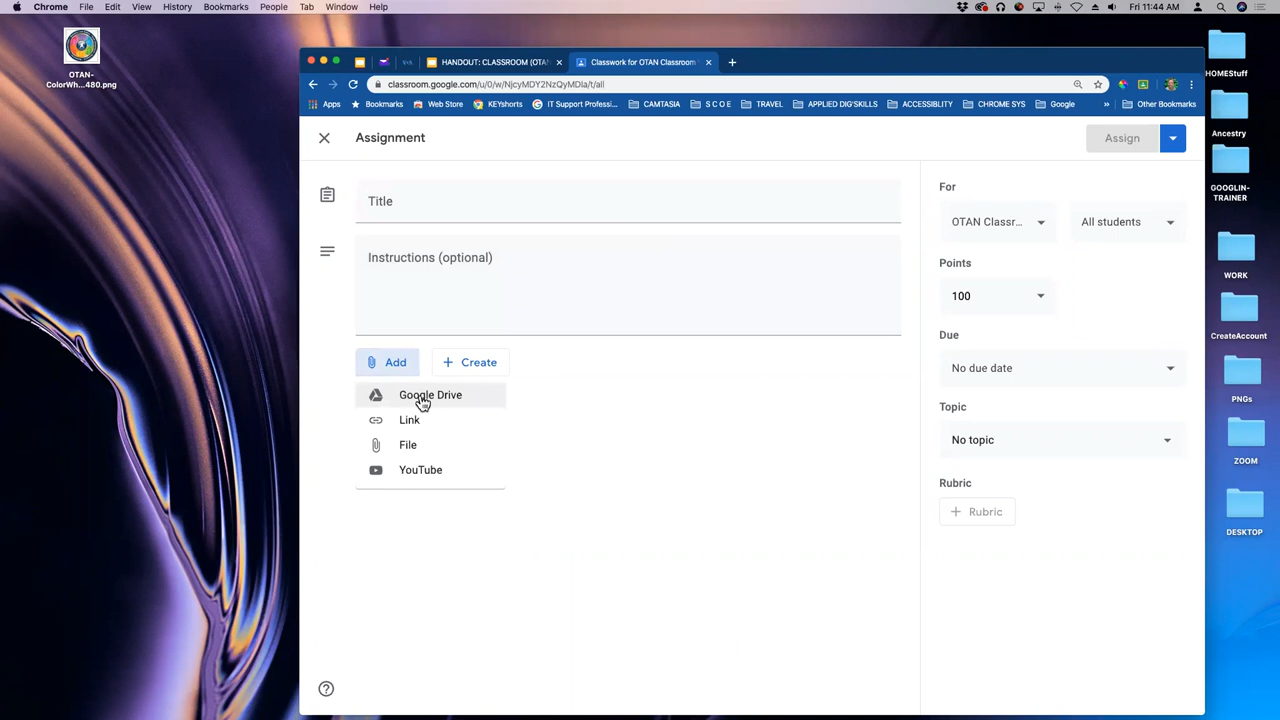 Chrome File Edit View History Bookmarks People Tab Window Help
Fri 11:44 AM
OTAN-
ColorWh...480.png
HANDOUT: CLASSROOM (OTAN
Classwork for OTAN Classroom
classroom.google.com/u/0/w/NjcyMDY2NzQyMDla/t/all
Apps Bookmarks Web Store KEYshorts IT Support Professi... CAMTASIA S C O E TRAVEL APPLIED DIG'SKILLS ACCESSIBLITY CHROME SYS Google » Other Bookmarks
Assignment
Assign
Title
Instructions (optional)
Add
Create
Google Drive
Link
File
YouTube
For
OTAN Classr...
All students
Points
100
Due
No due date
Topic
No topic
Rubric
Rubric
HOMEStuff
Ancestry
GOOGLIN-
TRAINER
WORK
CreateAccount
PNGs
ZOOM
DESKTOP